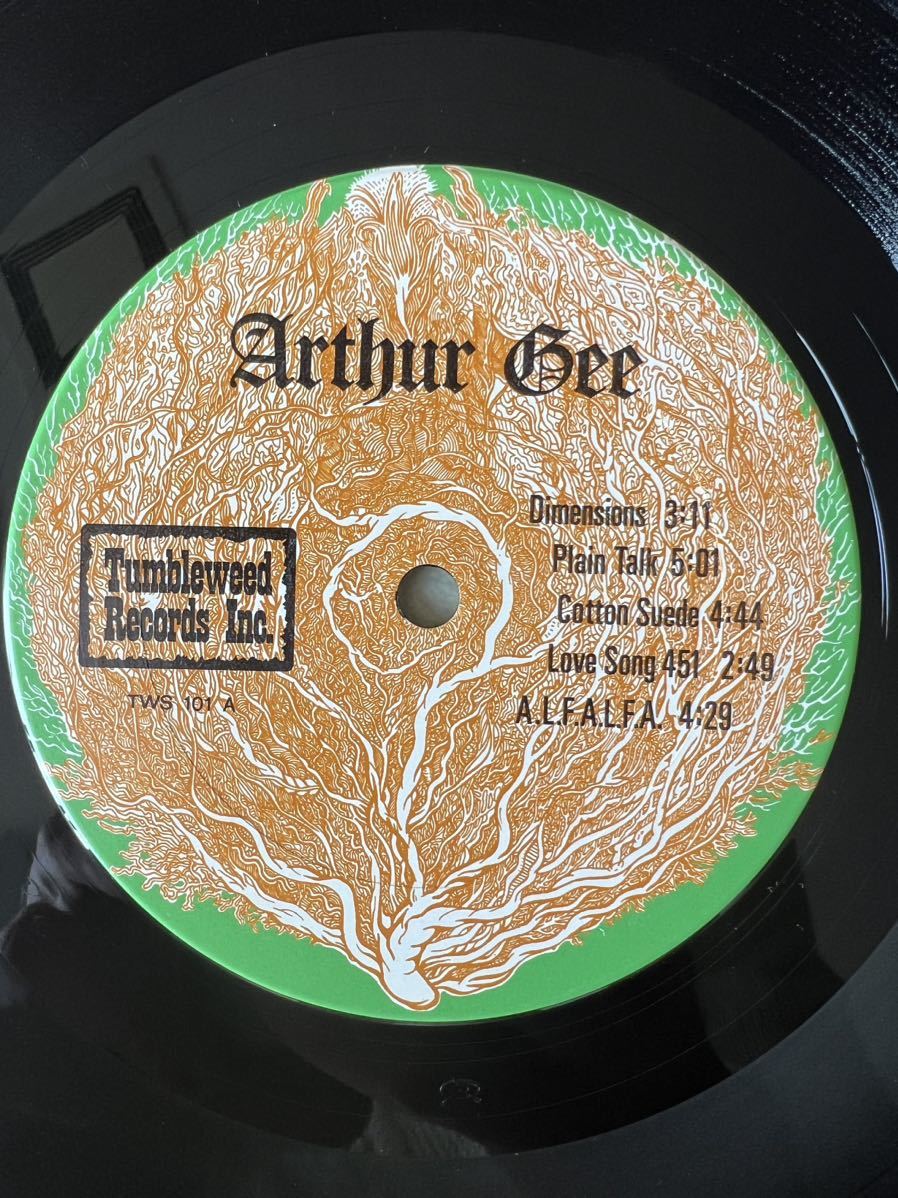 Arthur Gee
Dimensions 3:11
Plain Talk 5:01
Cotton Suede 4:44
Love Song 451 2:49
A.L.F.A.L.F.A. 4:29
Tumbleweed
Records Inc.
TWS 101 A